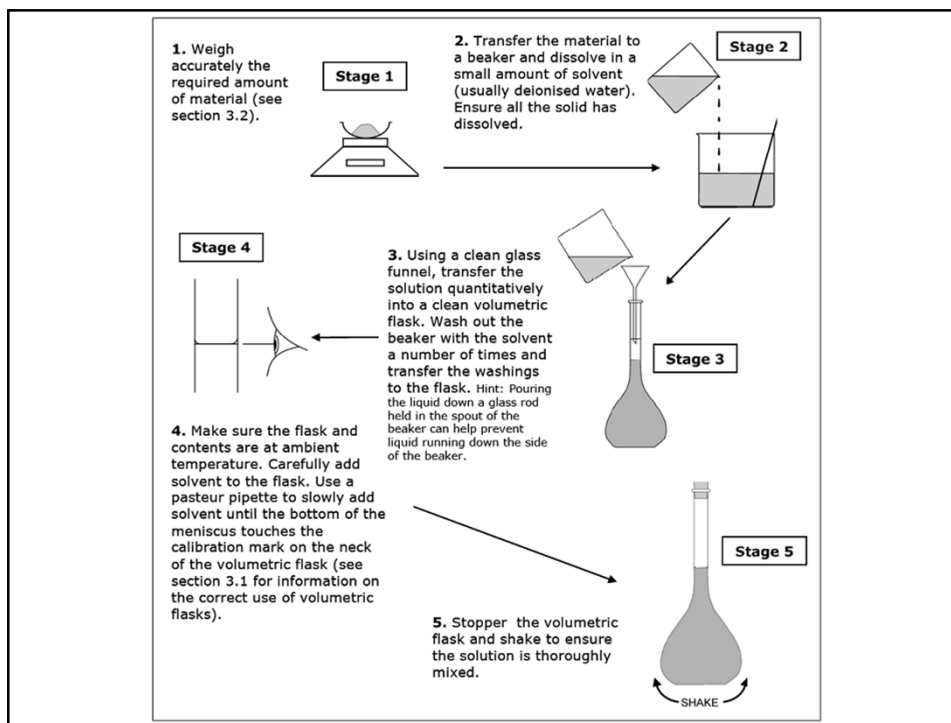 1. Weigh
accurately the
required amount
of material (see
section 3.2).
Stage 1
2. Transfer the material to
a beaker and dissolve in a
small amount of solvent
(usually deionised water).
Ensure all the solid has
dissolved.
Stage 2
3. Using a clean glass
funnel, transfer the
solution quantitatively
into a clean volumetric
flask. Wash out the
beaker with the solvent
a number of times and
transfer the washings
to the flask. Hint: Pouring
the liquid down a glass rod
held in the spout of the
beaker can help prevent
liquid running down the side
of the beaker.
Stage 3
Stage 4
4. Make sure the flask and
contents are at ambient
temperature. Carefully add
solvent to the flask. Use a
pasteur pipette to slowly add
solvent until the bottom of the
meniscus touches the
calibration mark on the neck
of the volumetric flask (see
section 3.1 for information on
the correct use of volumetric
flasks).
5. Stopper the volumetric
flask and shake to ensure
the solution is thoroughly
mixed.
Stage 5
SHAKE